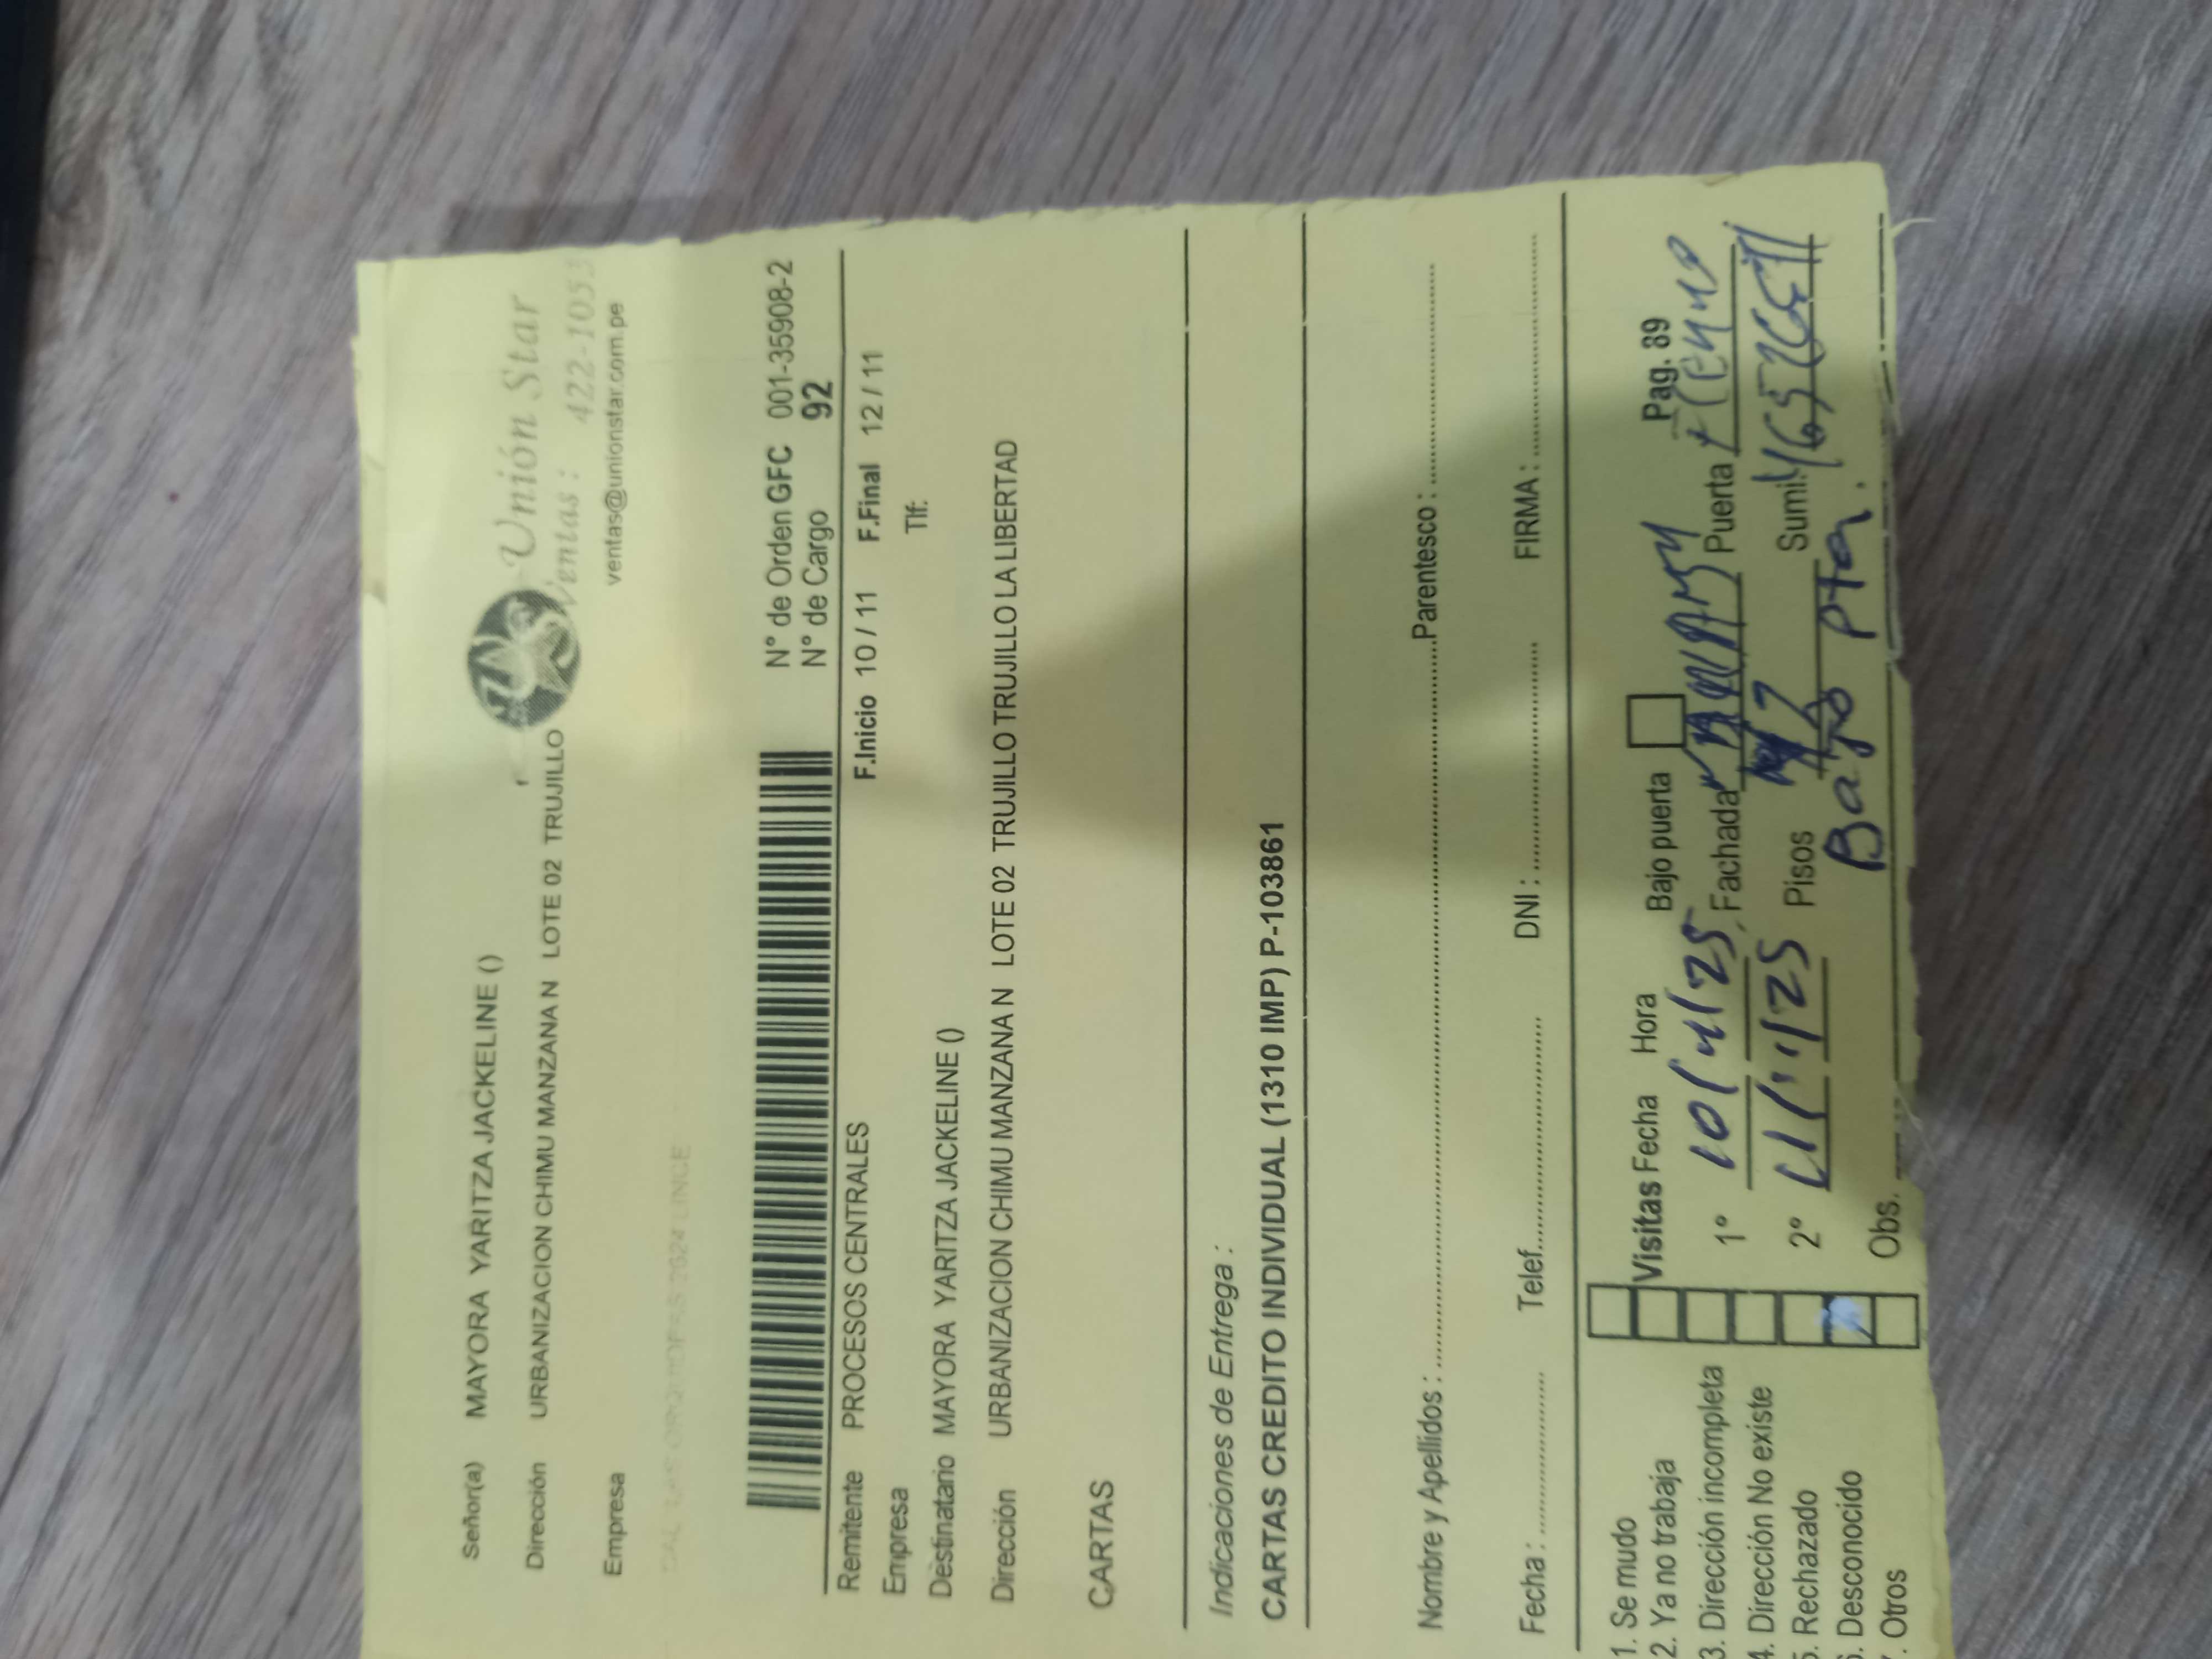 Señor(a) MAYORA YARITZA JACKELINE ()
Unión Star
Dirección URBANIZACION CHIMU MANZANA N LOTE 02 TRUJILLO
Ventas : 422-1053
Empresa
ventas@unionstar.com.pe
2624 LINCE
N° de Orden GFC 001-35908-2
N° de Cargo 92
Remitente PROCESOS CENTRALES
F.Inicio 10 / 11 F.Final 12 / 11
Empresa
Tlf:
Destinatario MAYORA YARITZA JACKELINE ()
Dirección URBANIZACION CHIMU MANZANA N LOTE 02 TRUJILLO TRUJILLO LA LIBERTAD
CARTAS
Indicaciones de Entrega :
CARTAS CREDITO INDIVIDUAL (1310 IMP) P-103861
Nombre y Apellidos : Parentesco :
Fecha : Telef. DNI : FIRMA :
1. Se mudo
2. Ya no trabaja
3. Dirección incompleta
4. Dirección No existe
5. Rechazado
6. Desconocido
7. Otros
Visitas Fecha Hora Bajo puerta Pag. 89
1° 10/11/25 Fachada Puerta
2° 11/11/25 Pisos Sumi.
Obs. Bajo Pta.